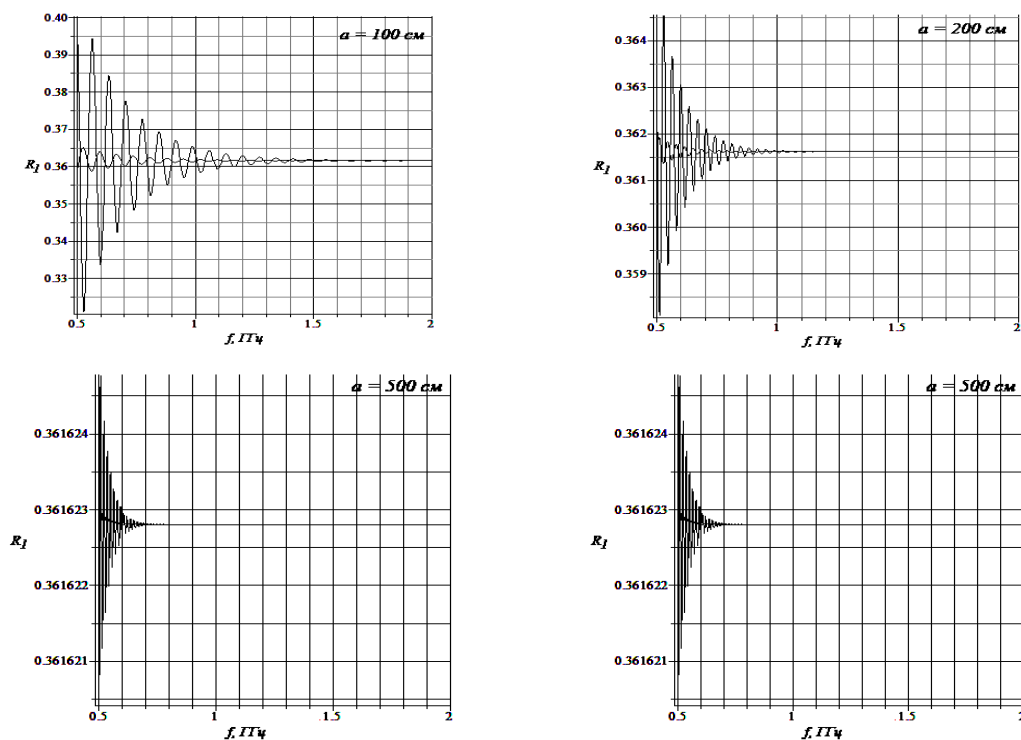 a = 100 см
0.40
0.39
0.38
0.37
0.36
R1
0.35
0.34
0.33
0.5 1 1.5 2
f, ГГц
a = 200 см
0.364
0.363
0.362
R1
0.361
0.360
0.359
0.5 1 1.5 2
f, ГГц
a = 500 см
0.361624
0.361623
R1
0.361622
0.361621
0.5 1 1.5 2
f, ГГц
a = 500 см
0.361624
0.361623
R1
0.361622
0.361621
0.5 1 1.5 2
f, ГГц